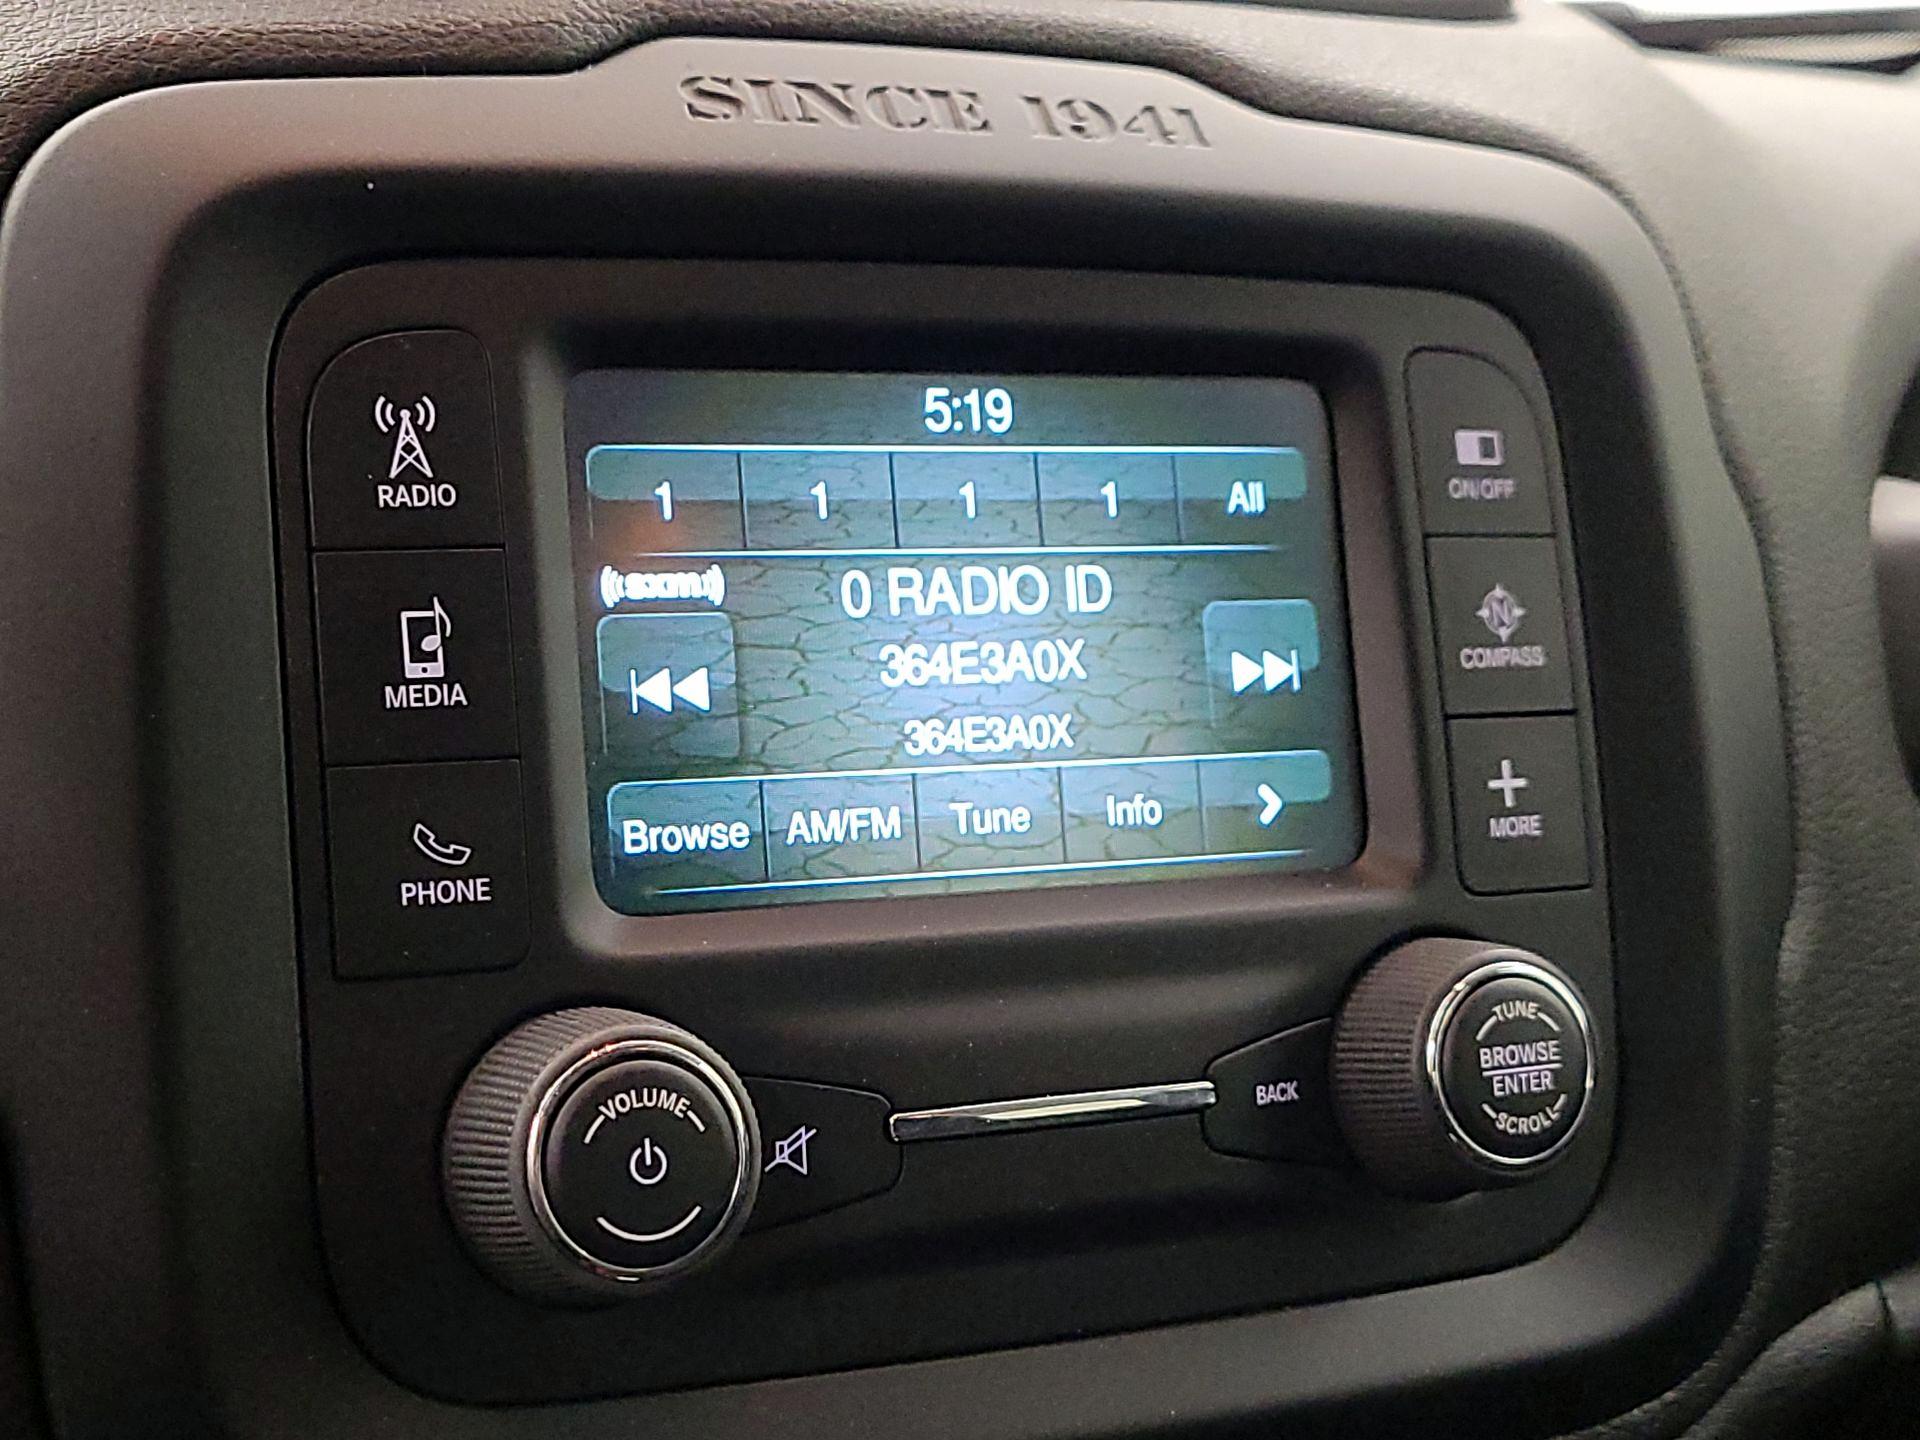 SINCE 1941
5:19
1 1 1 1 All
((sxm))
0 RADIO ID
364E3A0X
364E3A0X
Browse AM/FM Tune Info
RADIO
MEDIA
PHONE
ON/OFF
N
COMPASS
MORE
VOLUME
BACK
TUNE
BROWSE
ENTER
SCROLL